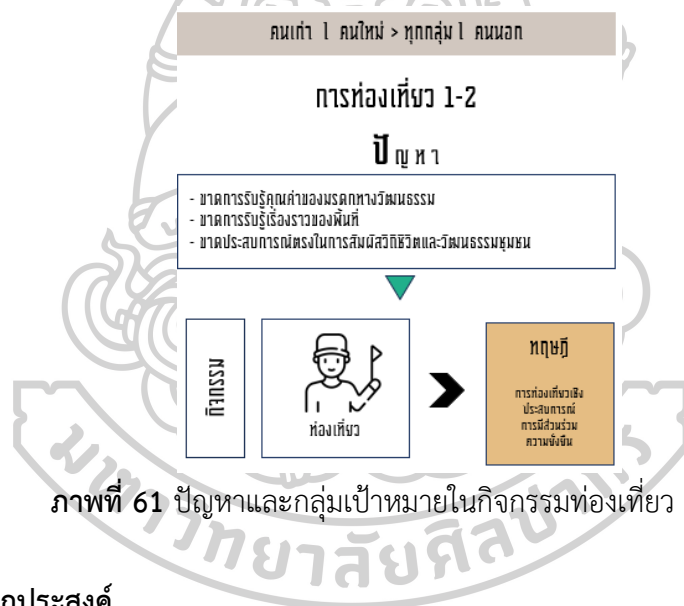 คนเก่า l คนใหม่ > ทุกกลุ่ม l คนนอก
การท่องเที่ยว 1-2
ปัญหา
- ขาดการรับรู้คุณค่าของมรดกทางวัฒนธรรม
- ขาดการรับรู้เรื่องราวของพื้นที่
- ขาดประสบการณ์ตรงในการสัมผัสวิถีชีวิตและวัฒนธรรมชุมชน
กิจกรรม
ท่องเที่ยว
ทฤษฎี
การท่องเที่ยวเชิง
ประสบการณ์
การมีส่วนร่วม
ความยั่งยืน
ภาพที่ 61 ปัญหาและกลุ่มเป้าหมายในกิจกรรมท่องเที่ยว